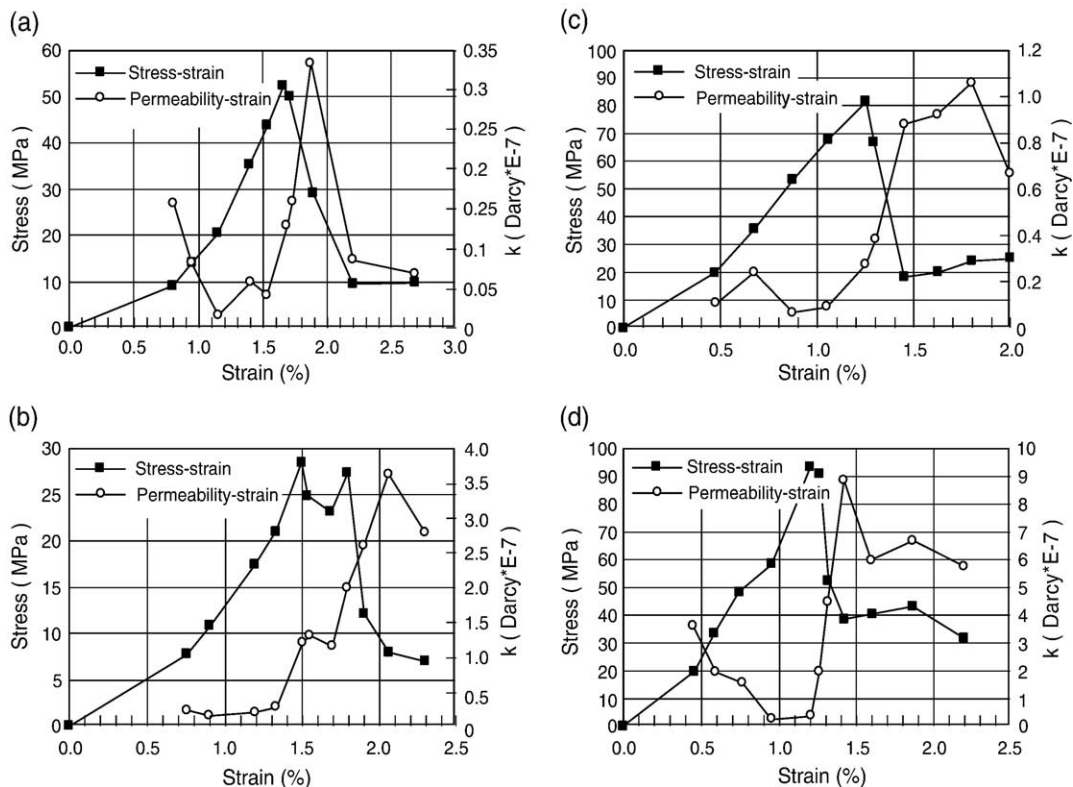 (a)
60
50
40
30
20
10
0
Stress ( MPa)
Stress-strain
Permeability-strain
0.35
0.3
0.25
0.2
0.25
0.1
0.05
0
k ( Darcy*E-7)
0.0 0.5 1.0 1.5 2.0 2.5 3.0
Strain (%)
(c)
100
90
80
70
60
50
40
30
20
10
0
Stress ( MPa)
Stress-strain
Permeability-strain
1.2
1.0
0.8
0.6
0.4
0.2
0
k ( Darcy*E-7)
0.0 0.5 1.0 1.5 2.0
Strain (%)
(b)
30
25
20
15
10
5
0
Stress ( MPa)
Stress-strain
Permeability-strain
4.0
3.5
3.0
2.5
2.0
1.5
1.0
0.5
0
k ( Darcy*E-7)
0.0 0.5 1.0 1.5 2.0 2.5
Strain (%)
(d)
100
90
80
70
60
50
40
30
20
10
0
Stress ( MPa)
Stress-strain
Permeability-strain
10
9
8
7
6
5
4
3
2
1
0
k ( Darcy*E-7)
0.0 0.5 1.0 1.5 2.0 2.5
Strain (%)